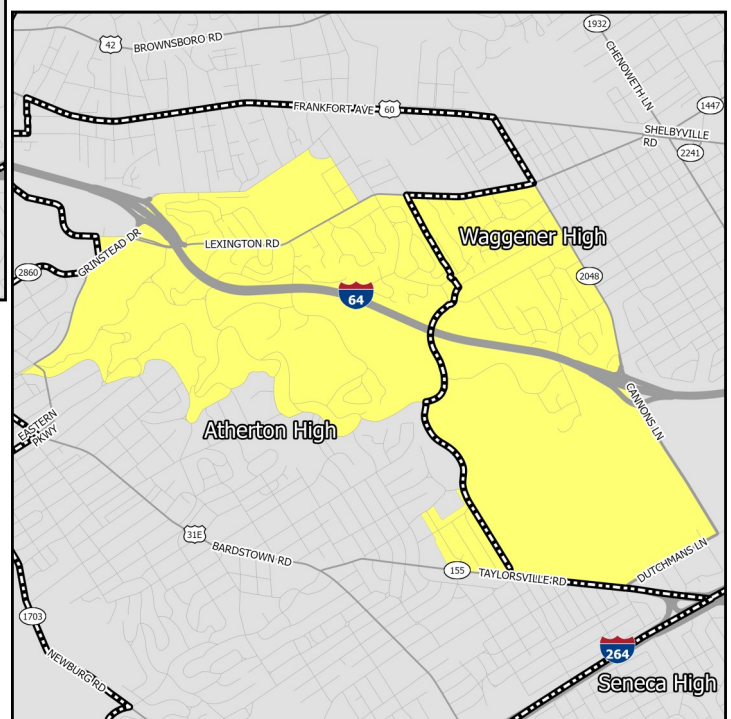 1932
42
BROWNSBORO RD
CHENOWETH LN
FRANKFORT AVE
60
1447
SHELBYVILLE
RD
2241
Waggener High
LEXINGTON RD
GRINSTEAD DR
2860
2048
64
CANNONS LN
EASTERN
PKWY
Atherton High
31E
BARDSTOWN RD
155
TAYLORSVILLE RD
DUTCHMANS LN
1703
NEWBURG RD
264
Seneca High